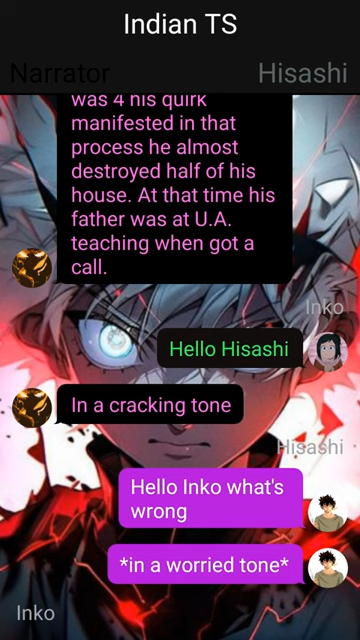 Indian TS
Narrator
Hisashi
was 4 his quirk
manifested in that
process he almost
destroyed half of his
house. At that time his
father was at U.A.
teaching when got a
call.
Inko
Hello Hisashi
In a cracking tone
Hisashi
Hello Inko what's
wrong
*in a worried tone*
Inko